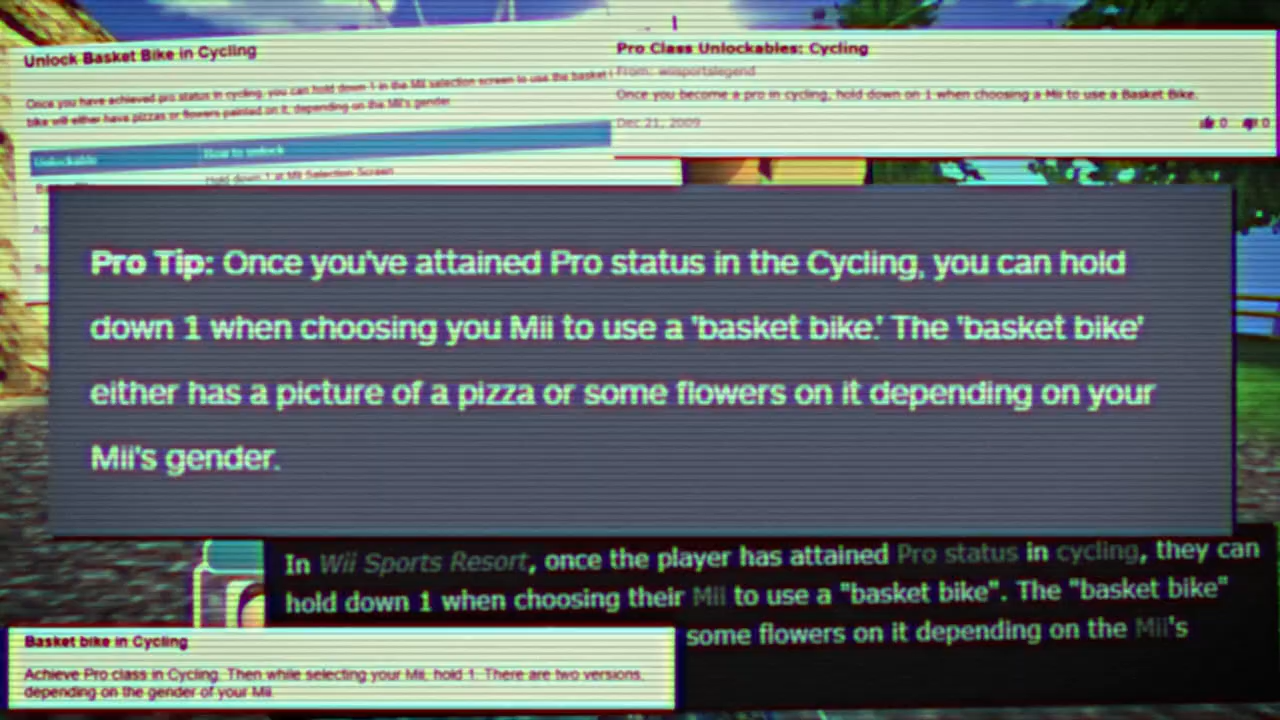 Unlock Basket Bike in Cycling
Once you have achieved pro status in cycling, you can hold down 1 in the Mii selection screen to use the basket
bike will either have pizzas or flowers painted on it, depending on the Mii's gender
Unlockable How to unlock
Hold down 1 at Mii Selection Screen
Pro Class Unlockables: Cycling
From: wiisportslegend
Once you become a pro in cycling, hold down on 1 when choosing a Mii to use a Basket Bike.
Dec 21, 2009
0 0
Pro Tip: Once you've attained Pro status in the Cycling, you can hold
down 1 when choosing you Mii to use a 'basket bike.' The 'basket bike'
either has a picture of a pizza or some flowers on it depending on your
Mii's gender.
In Wii Sports Resort, once the player has attained Pro status in cycling, they can
hold down 1 when choosing their Mii to use a "basket bike". The "basket bike"
some flowers on it depending on the Mii's
Basket bike in Cycling
Achieve Pro class in Cycling. Then while selecting your Mii, hold 1. There are two versions,
depending on the gender of your Mii.